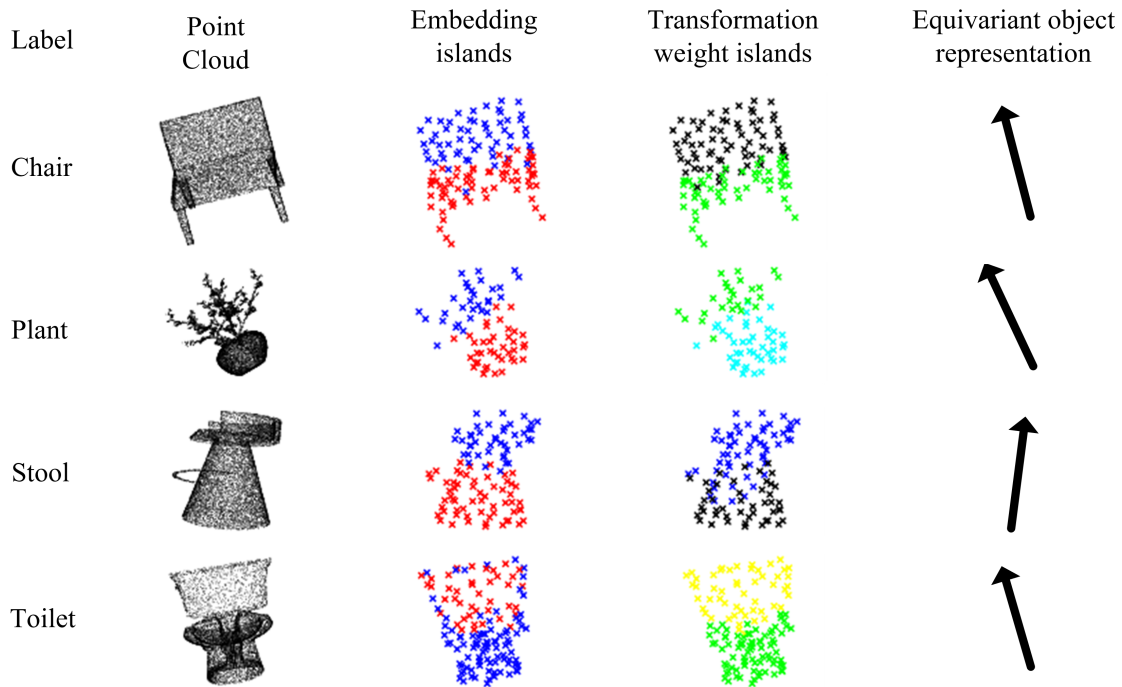 Label
Point
Cloud
Embedding
islands
Transformation
weight islands
Equivariant object
representation
Chair
Plant
Stool
Toilet